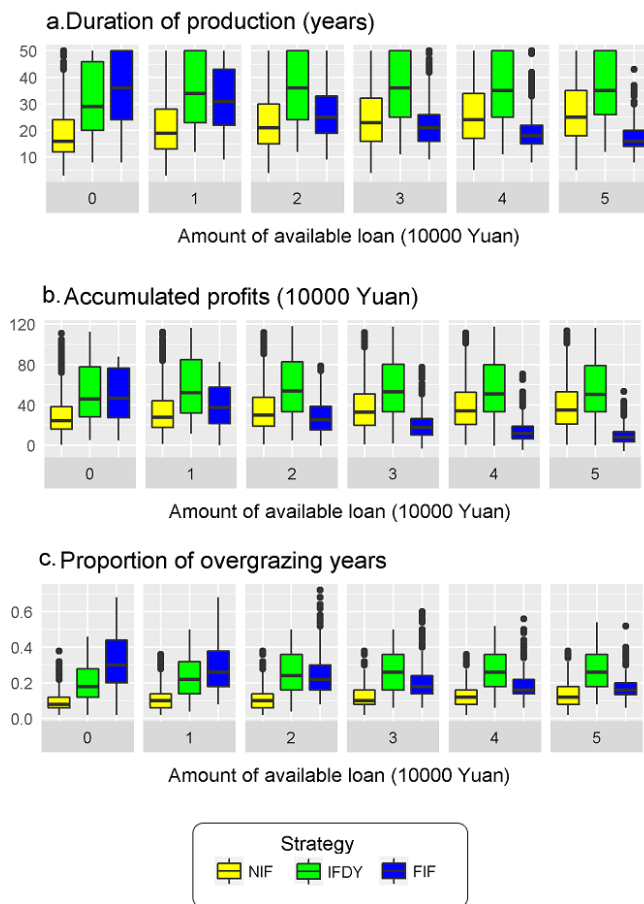 a. Duration of production (years)
50
40
30
20
10
0 1 2 3 4 5
Amount of available loan (10000 Yuan)
b. Accumulated profits (10000 Yuan)
120
80
40
0
0 1 2 3 4 5
Amount of available loan (10000 Yuan)
c. Proportion of overgrazing years
0.6
0.4
0.2
0.0
0 1 2 3 4 5
Amount of available loan (10000 Yuan)
Strategy
NIF IFDY FIF